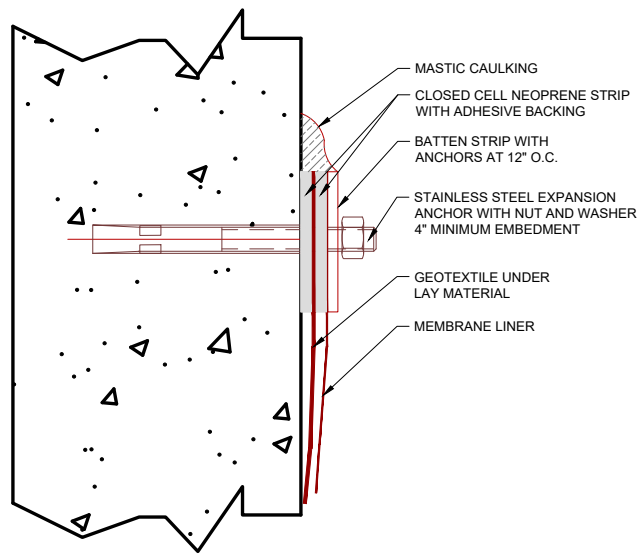 MASTIC CAULKING
CLOSED CELL NEOPRENE STRIP
WITH ADHESIVE BACKING
BATTEN STRIP WITH
ANCHORS AT 12" O.C.
STAINLESS STEEL EXPANSION
ANCHOR WITH NUT AND WASHER
4" MINIMUM EMBEDMENT
GEOTEXTILE UNDER
LAY MATERIAL
MEMBRANE LINER